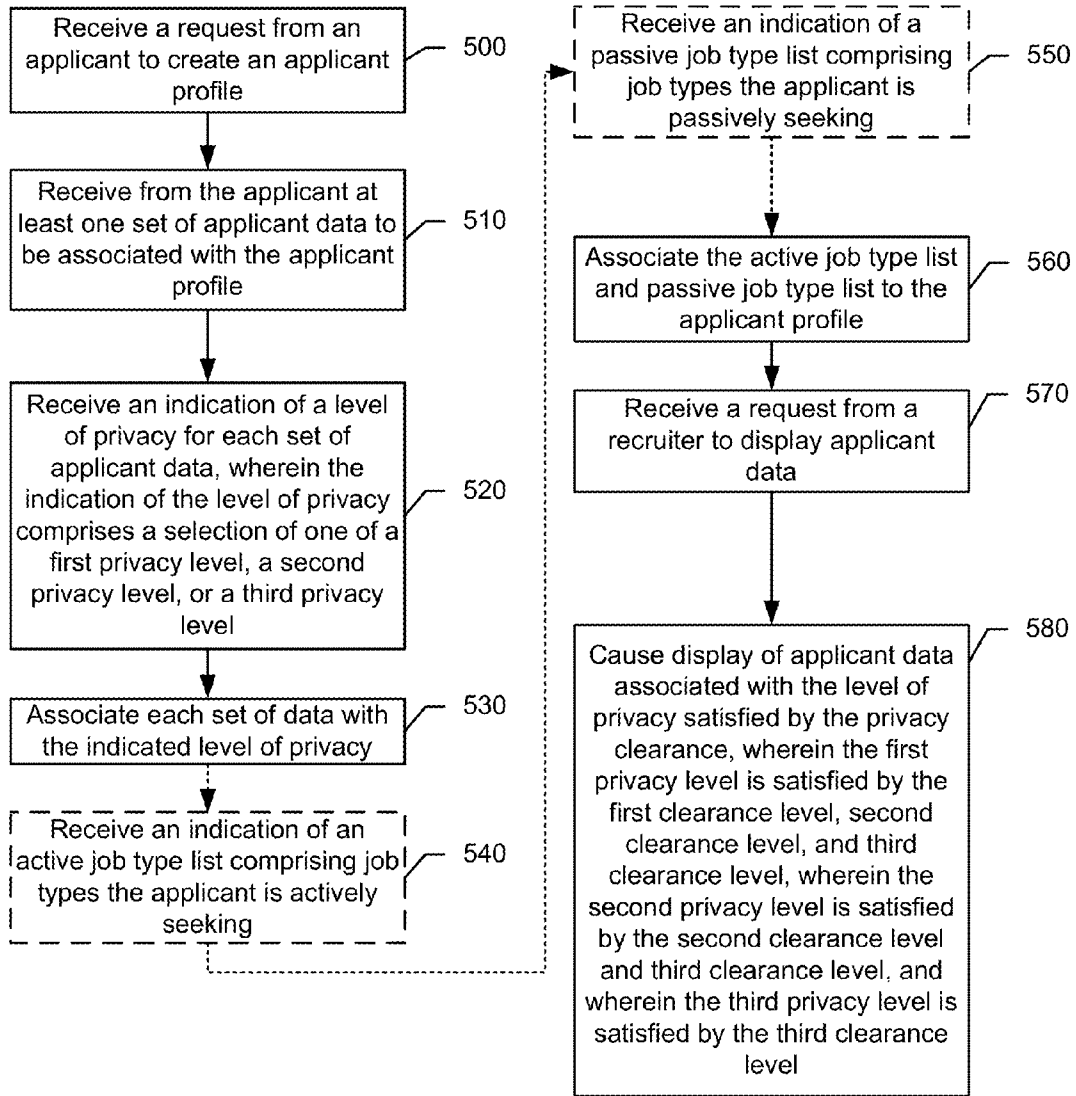 Receive a request from an
applicant to create an applicant
profile
500
Receive from the applicant at
least one set of applicant data to
be associated with the applicant
profile
510
Receive an indication of a level
of privacy for each set of
applicant data, wherein the
indication of the level of privacy
comprises a selection of one of a
first privacy level, a second
privacy level, or a third privacy
level
520
Associate each set of data with
the indicated level of privacy
530
Receive an indication of an
active job type list comprising job
types the applicant is actively
seeking
540
Receive an indication of a
passive job type list comprising
job types the applicant is
passively seeking
550
Associate the active job type list
and passive job type list to the
applicant profile
560
Receive a request from a
recruiter to display applicant
data
570
Cause display of applicant data
associated with the level of
privacy satisfied by the privacy
clearance, wherein the first
privacy level is satisfied by the
first clearance level, second
clearance level, and third
clearance level, wherein the
second privacy level is satisfied
by the second clearance level
and third clearance level, and
wherein the third privacy level is
satisfied by the third clearance
level
580